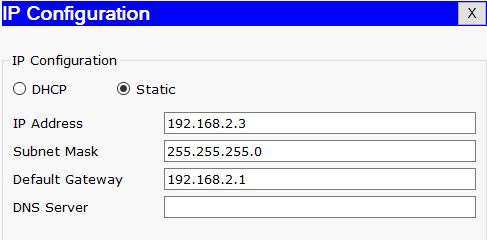 IP Configuration X
IP Configuration
DHCP Static
IP Address 192.168.2.3
Subnet Mask 255.255.255.0
Default Gateway 192.168.2.1
DNS Server